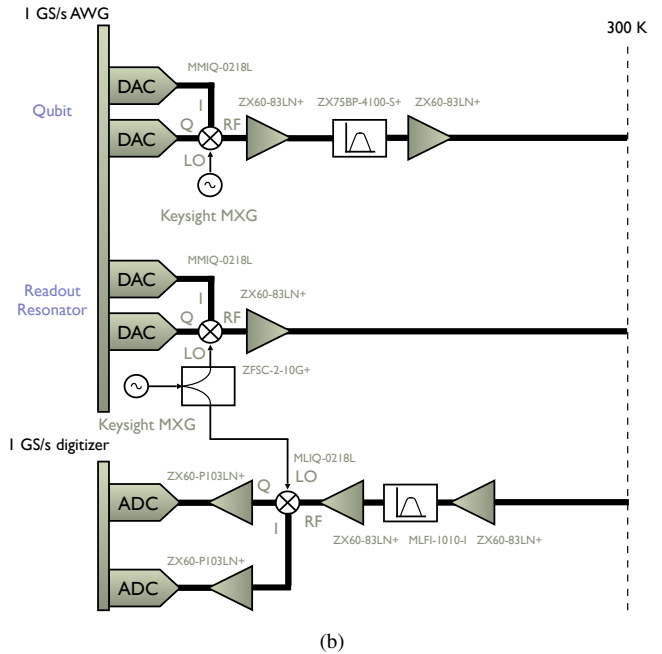 1 GS/s AWG
300 K
MMIQ-0218L
DAC
I
ZX60-83LN+
ZX75BP-4100-S+
ZX60-83LN+
Qubit
DAC
Q
RF
LO
Keysight MXG
MMIQ-0218L
DAC
I
ZX60-83LN+
Readout
Resonator
DAC
Q
RF
LO
ZFSC-2-10G+
Keysight MXG
1 GS/s digitizer
MLIQ-0218L
ZX60-P103LN+
Q
LO
ADC
I
RF
ZX60-83LN+
MLFI-1010-I
ZX60-83LN+
ZX60-P103LN+
ADC
(b)